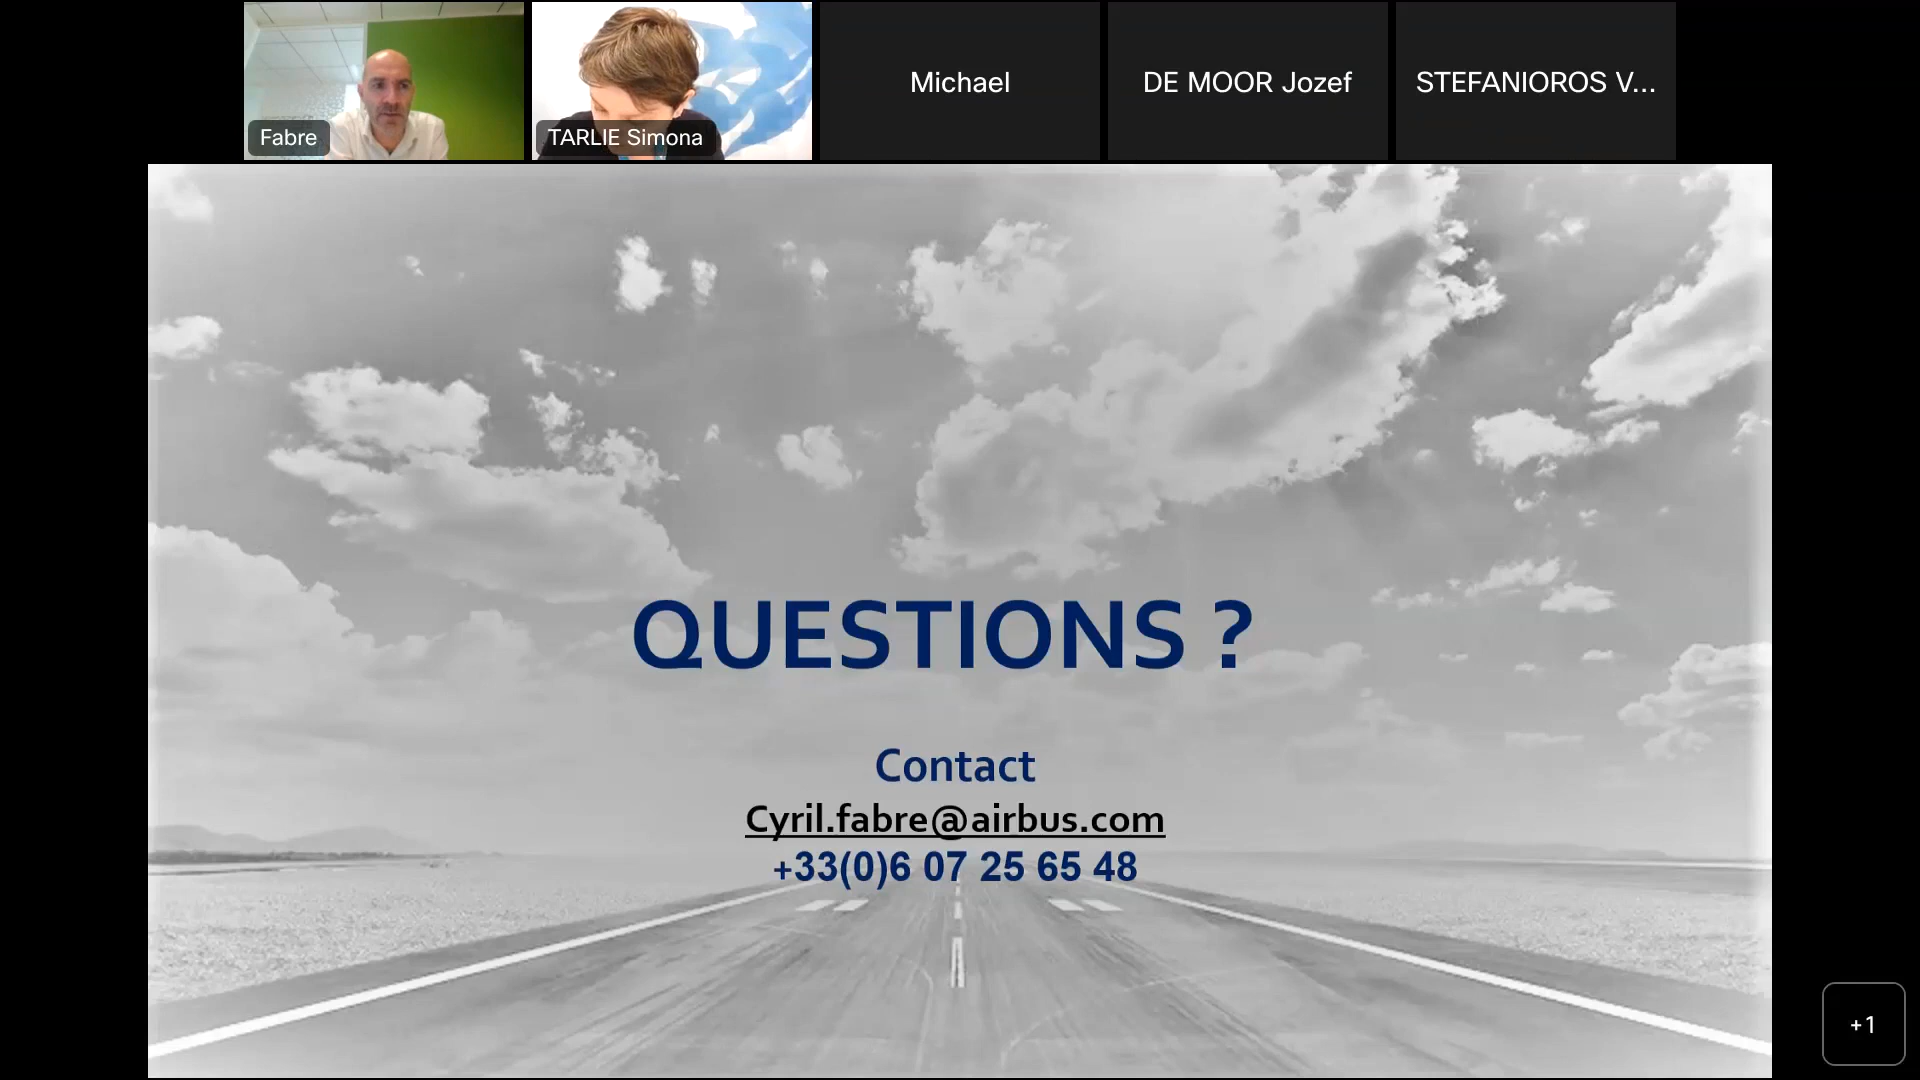 Fabre
TARLIE Simona
Michael
DE MOOR Jozef
STEFANIOROS V...
QUESTIONS ?
Contact
Cyril.fabre@airbus.com
+33(0)6 07 25 65 48
+1